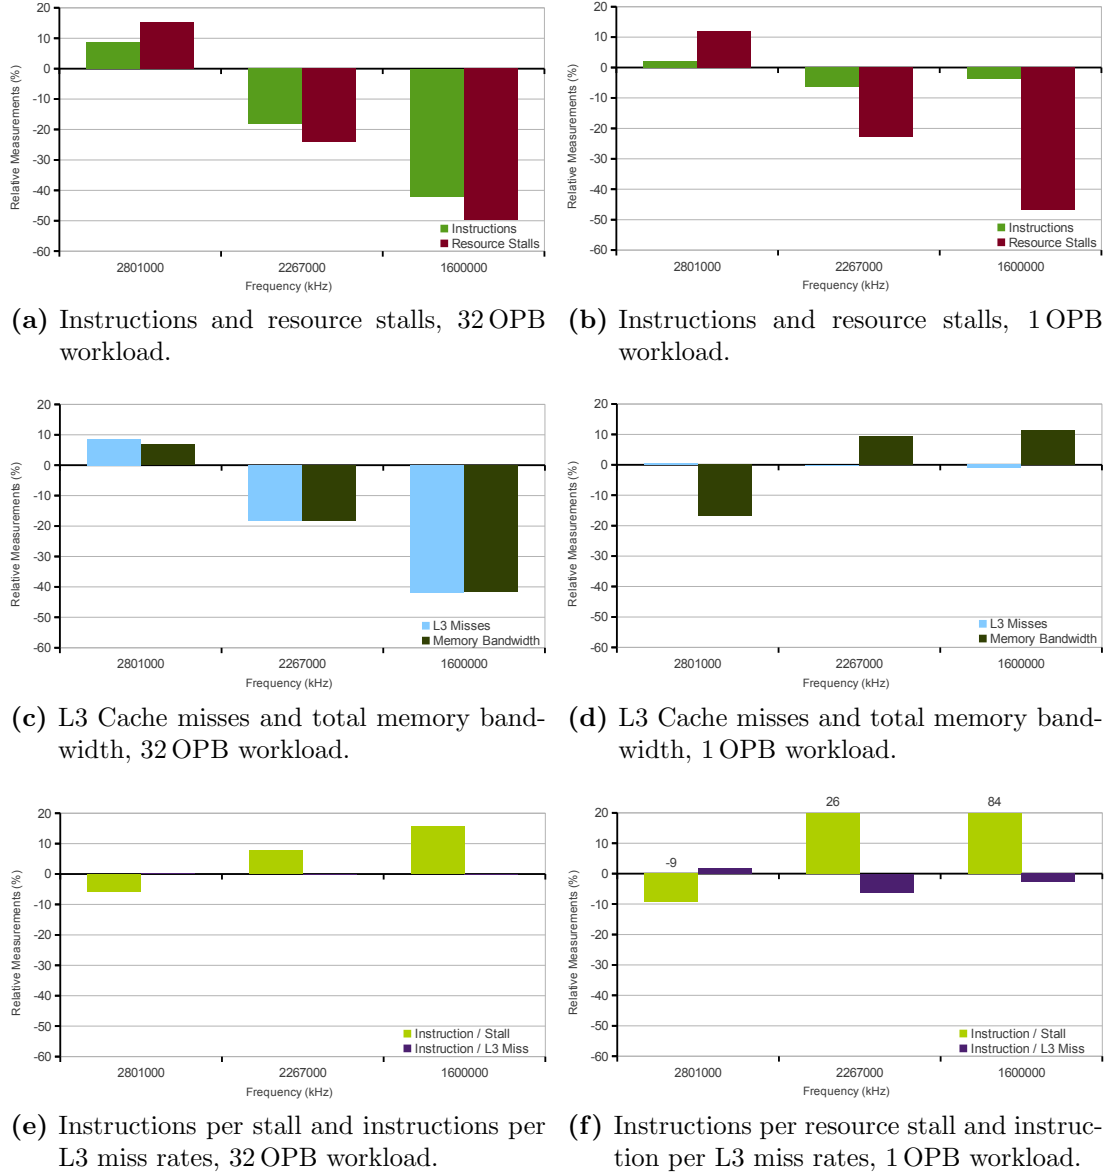 20
10
0
-10
-20
-30
-40
-50
-60
Relative Measurements (%)
Instructions
Resource Stalls
2801000 2267000 1600000
Frequency (kHz)
20
10
0
-10
-20
-30
-40
-50
-60
Relative Measurements (%)
Instructions
Resource Stalls
2801000 2267000 1600000
Frequency (kHz)
(a) Instructions and resource stalls, 32 OPB
workload.
(b) Instructions and resource stalls, 1 OPB
workload.
20
10
0
-10
-20
-30
-40
-50
-60
Relative Measurements (%)
L3 Misses
Memory Bandwidth
2801000 2267000 1600000
Frequency (kHz)
20
10
0
-10
-20
-30
-40
-50
-60
Relative Measurements (%)
L3 Misses
Memory Bandwidth
2801000 2267000 1600000
Frequency (kHz)
(c) L3 Cache misses and total memory band-
width, 32 OPB workload.
(d) L3 Cache misses and total memory band-
width, 1 OPB workload.
20
10
0
-10
-20
-30
-40
-50
-60
Relative Measurements (%)
Instruction / Stall
Instruction / L3 Miss
2801000 2267000 1600000
Frequency (kHz)
26 84
-9
20
10
0
-10
-20
-30
-40
-50
-60
Relative Measurements (%)
Instruction / Stall
Instruction / L3 Miss
2801000 2267000 1600000
Frequency (kHz)
(e) Instructions per stall and instructions per
L3 miss rates, 32 OPB workload.
(f) Instructions per resource stall and instruc-
tion per L3 miss rates, 1 OPB workload.